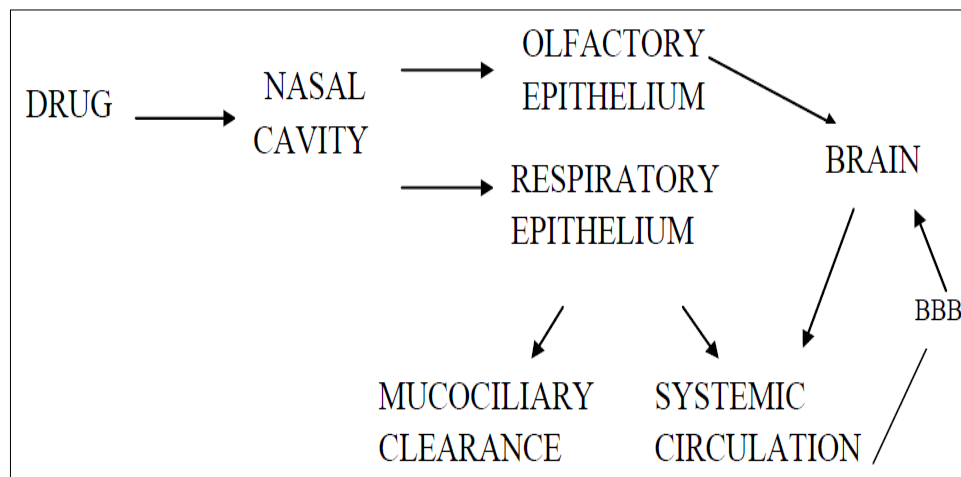 DRUG
NASAL
CAVITY
OLFACTORY
EPITHELIUM
RESPIRATORY
EPITHELIUM
BRAIN
BBB
MUCOCILIARY
CLEARANCE
SYSTEMIC
CIRCULATION